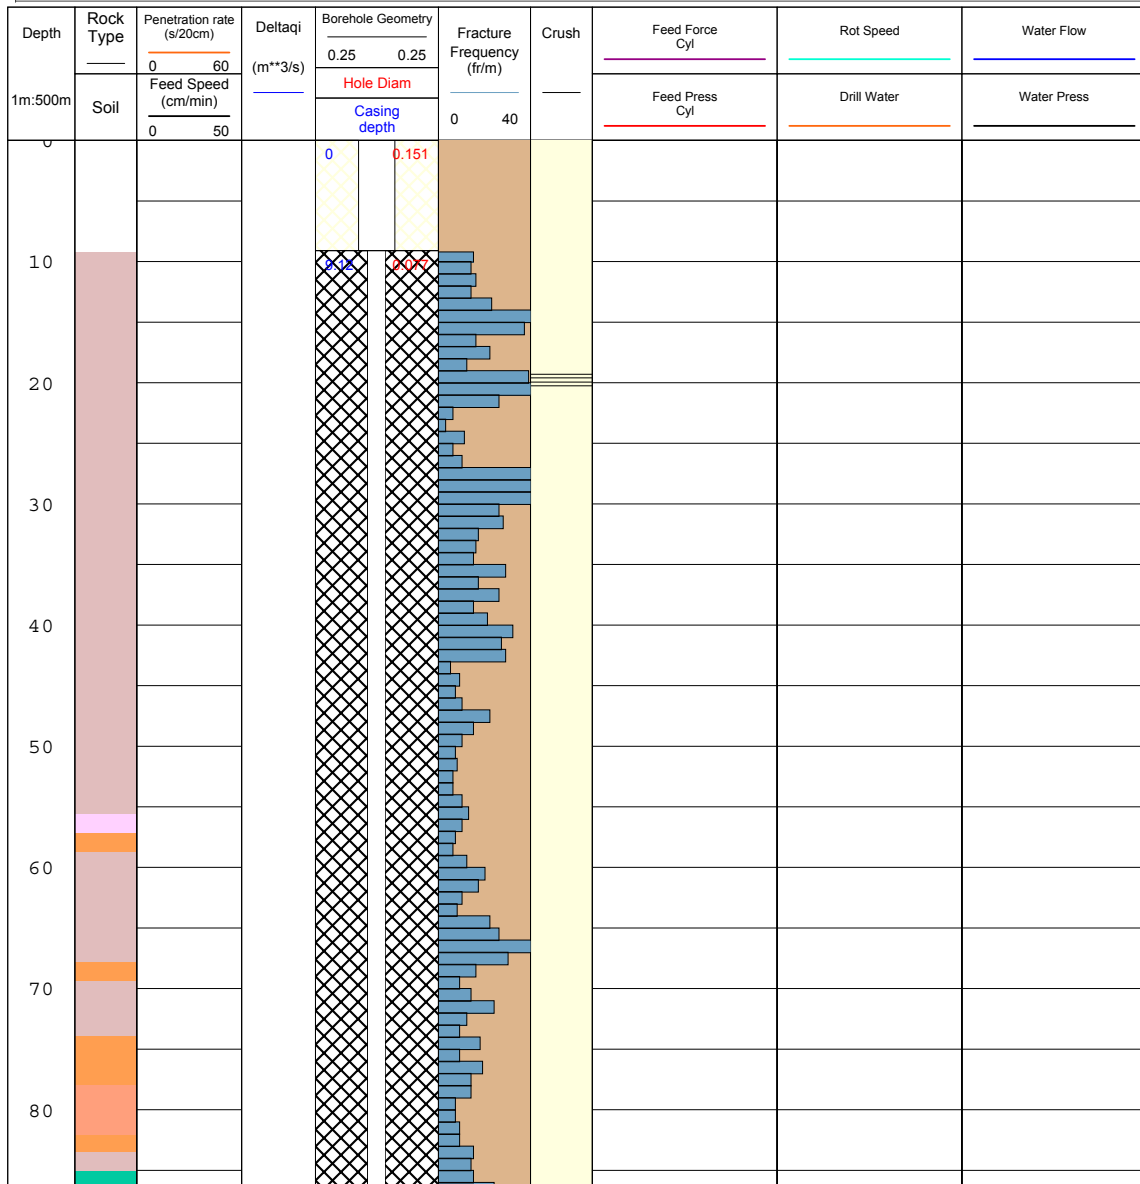 Depth
1m:500m
Rock
Type
Soil
Penetration rate
(s/20cm)
0 60
Feed Speed
(cm/min)
0 50
Deltaqi
(m**3/s)
Borehole Geometry
0.25 0.25
Hole Diam
Casing
depth
Fracture
Frequency
(fr/m)
0 40
Crush
Feed Force
Cyl
Feed Press
Cyl
Rot Speed
Drill Water
Water Flow
Water Press
0
0 0.151
10
9.12 0.077
20
30
40
50
60
70
80